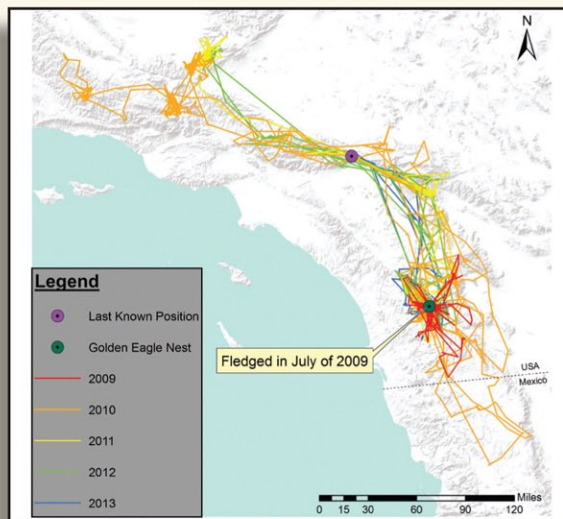 N
Legend
Last Known Position
Golden Eagle Nest
2009
2010
2011
2012
2013
Fledged in July of 2009
USA
Mexico
Miles
0 15 30 60 90 120